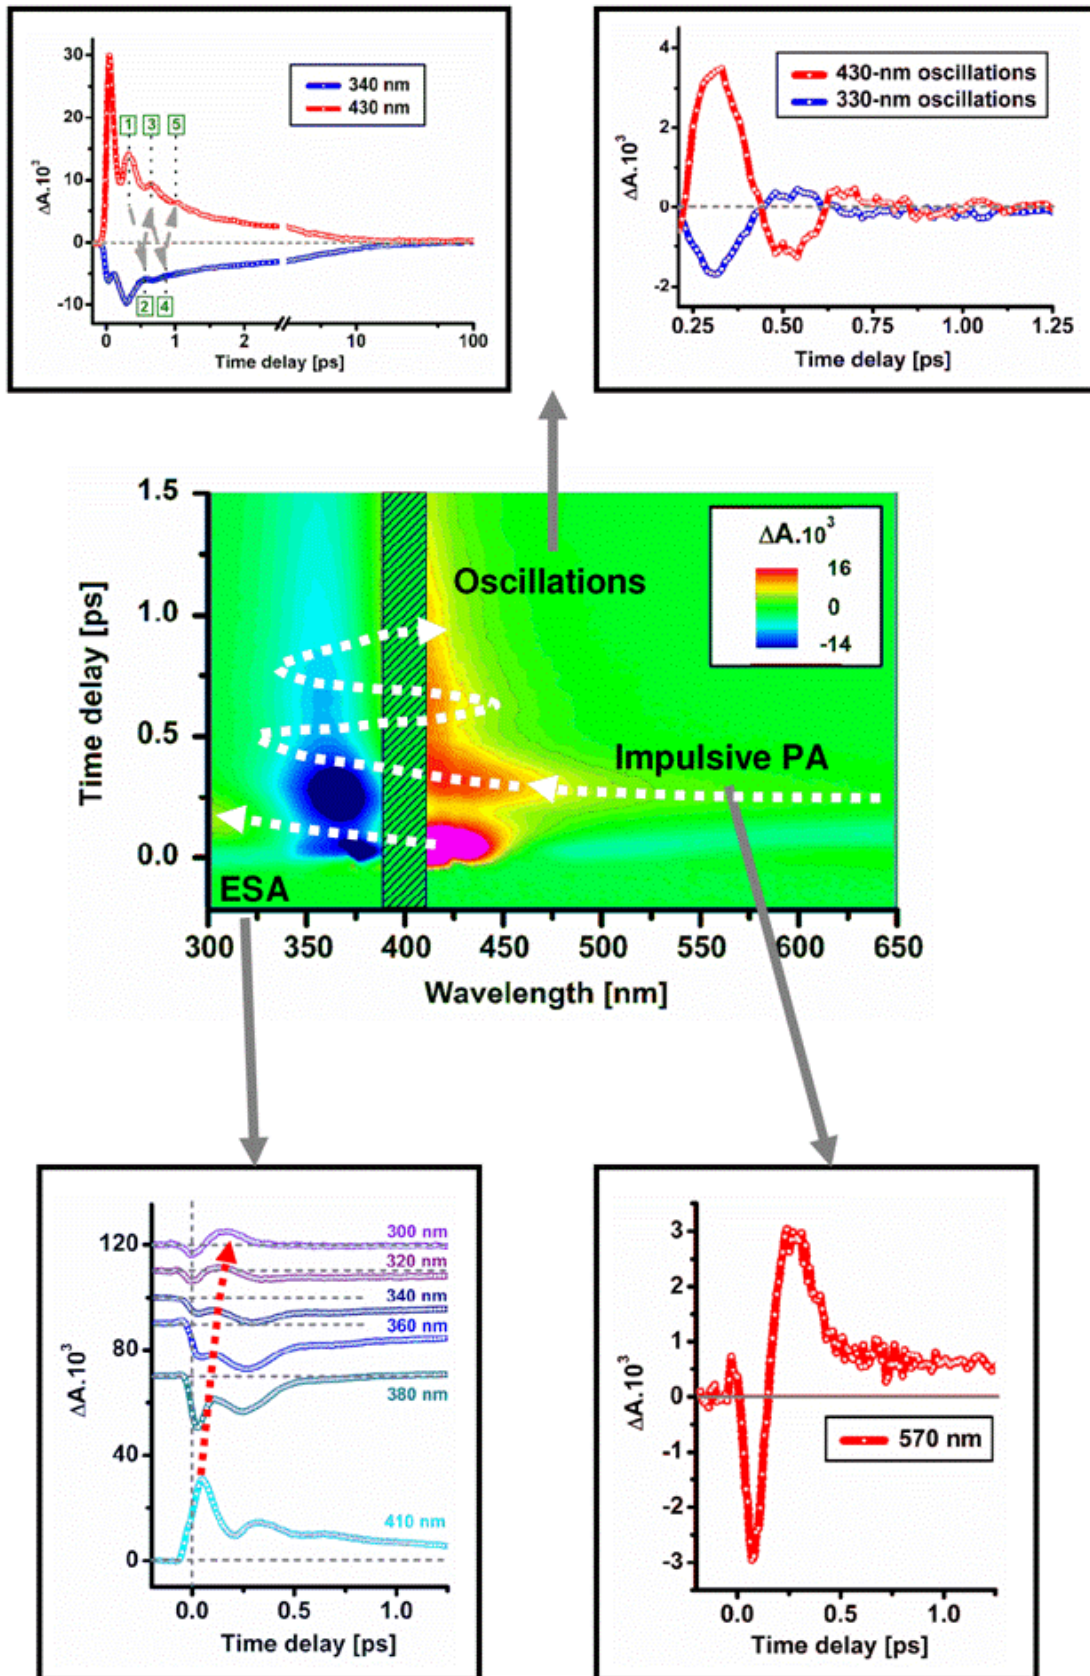 30
20
10
0
-10
ΔA.10³
340 nm
430 nm
1 3 5
2 4
0 1 2 10 100
Time delay [ps]
4
2
0
-2
ΔA.10³
430-nm oscillations
330-nm oscillations
0.25 0.50 0.75 1.00 1.25
Time delay [ps]
1.5
1.0
0.5
0.0
Time delay [ps]
ΔA.10³
16
0
-14
Oscillations
Impulsive PA
ESA
300 350 400 450 500 550 600 650
Wavelength [nm]
120
80
40
0
ΔA.10³
300 nm
320 nm
340 nm
360 nm
380 nm
410 nm
0.0 0.5 1.0
Time delay [ps]
3
2
1
0
-1
-2
-3
ΔA.10³
570 nm
0.0 0.5 1.0
Time delay [ps]